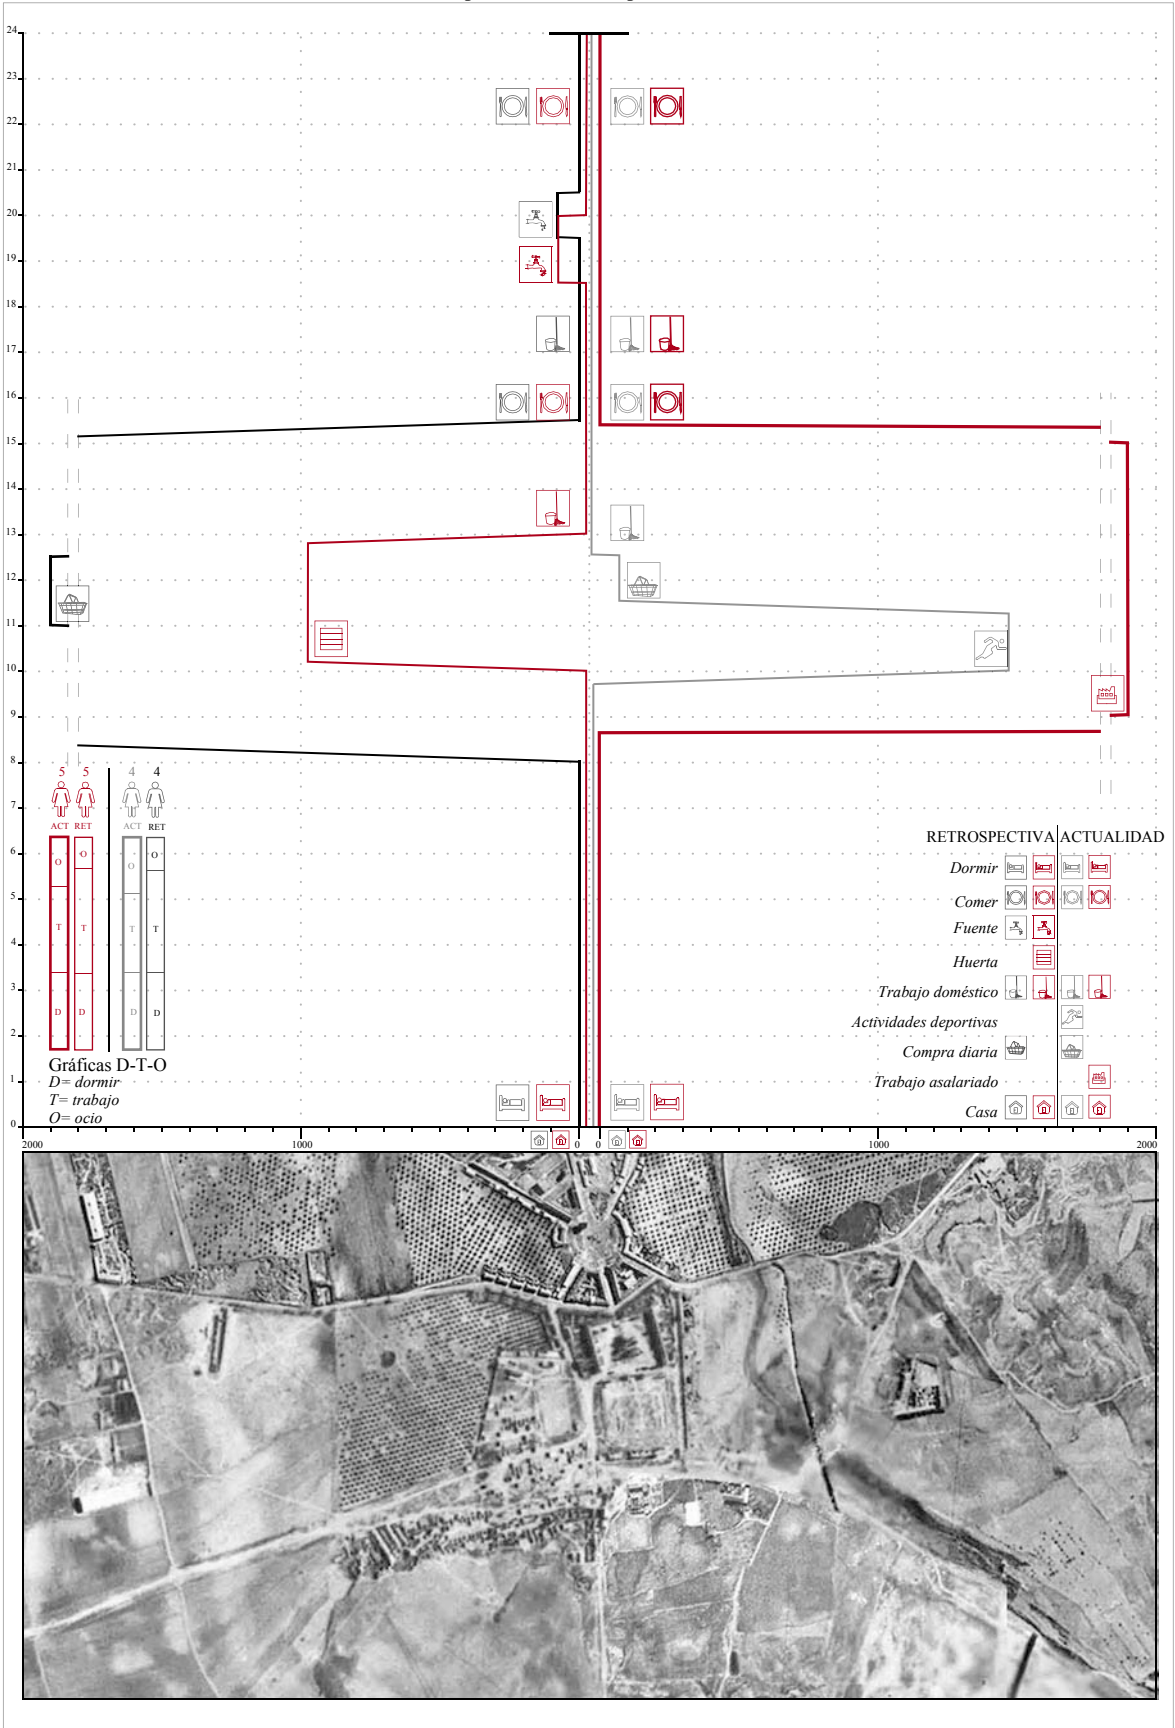 24
23
22
21
20
19
18
17
16
15
14
13
12
11
10
9
8
7
6
5
4
3
2
1
0
5 5 4 4
ACT RET ACT RET
O O O O
T T T T
D D D D
Gráficas D-T-O
D= dormir
T= trabajo
O= ocio
RETROSPECTIVA ACTUALIDAD
Dormir
Comer
Fuente
Huerta
Trabajo doméstico
Actividades deportivas
Compra diaria
Trabajo asalariado
Casa
2000 1000 0 0 1000 2000